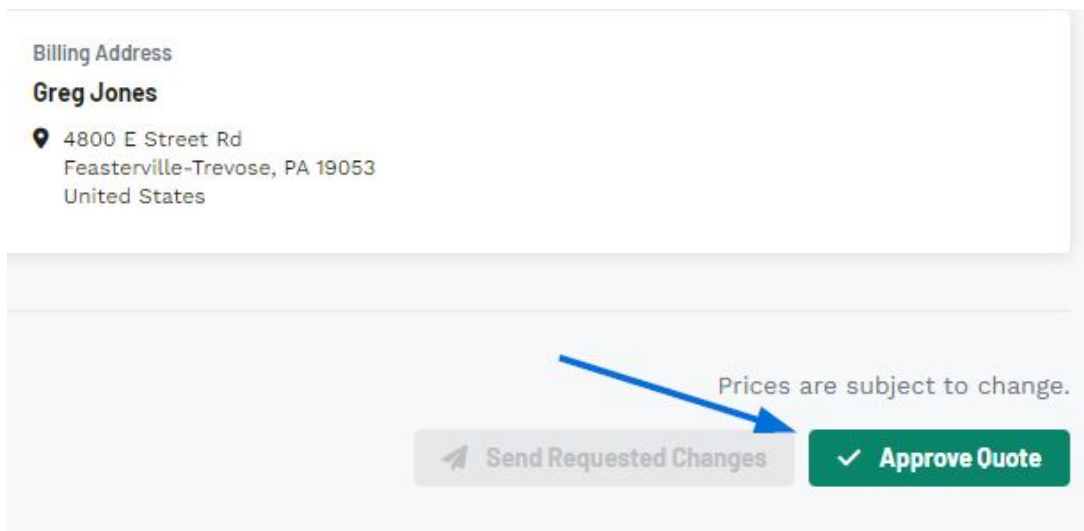 Billing Address
Greg Jones
4800 E Street Rd
Feasterville-Trevose, PA 19053
United States
Prices are subject to change.
Send Requested Changes
Approve Quote